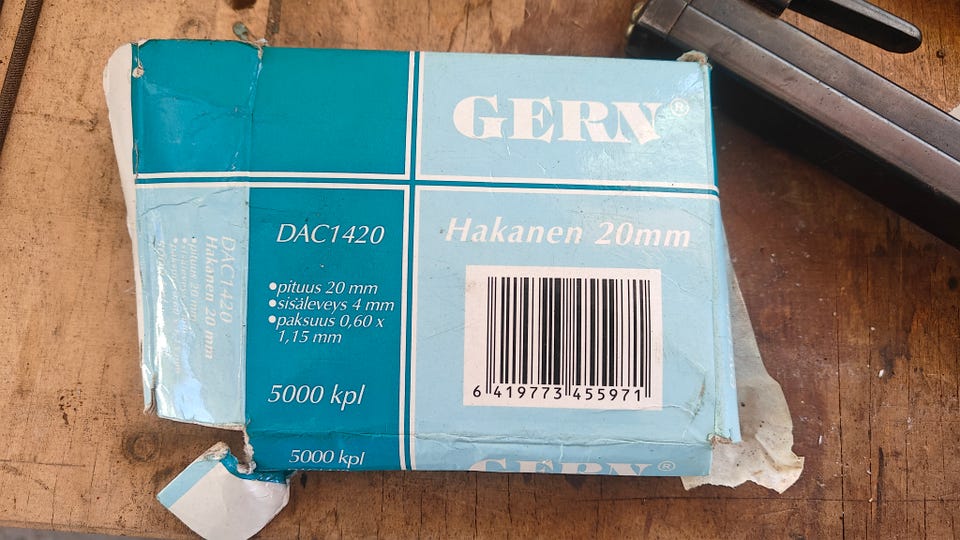 GERN®
DAC1420
Hakanen 20mm
•pituus 20 mm
•sisäleveys 4 mm
•paksuus 0,60 x
1,15 mm
6 419773 455971
5000 kpl
5000 kpl
GERN®
DAC1420
Hakanen 20 mm